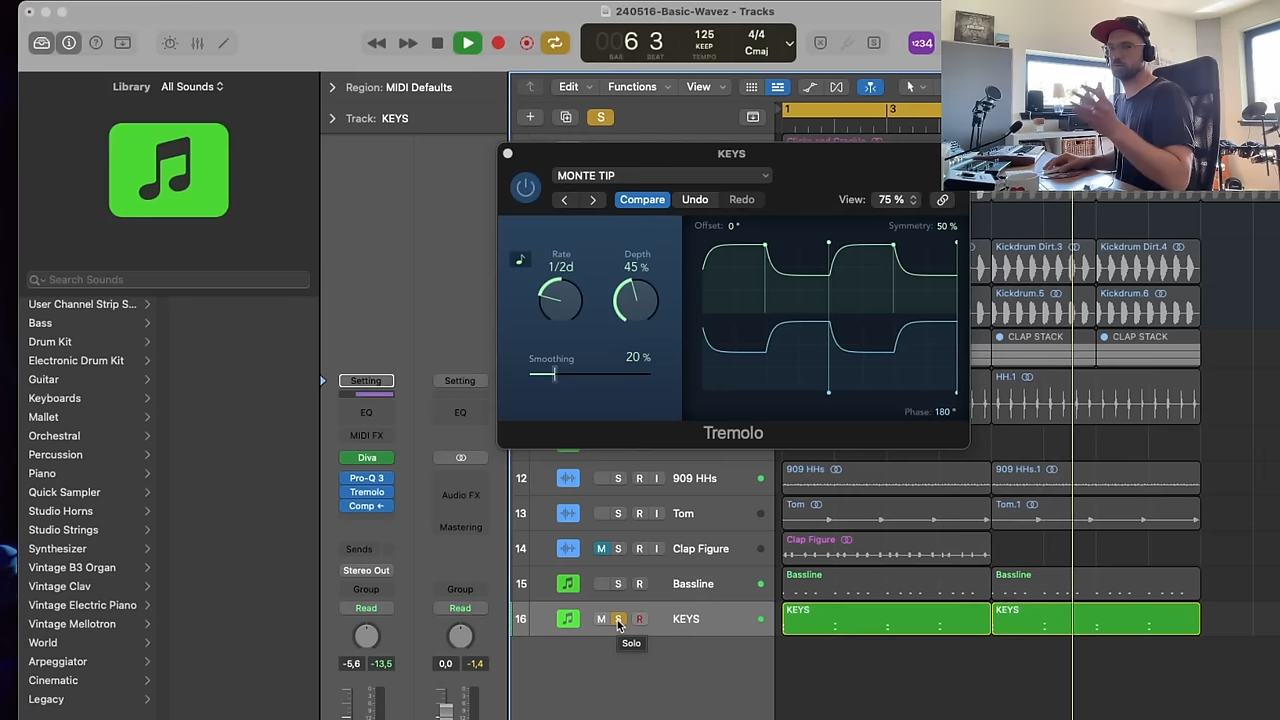 240516-Basic-Wavez - Tracks
6 3
BAR BEAT
125
KEEP
TEMPO
4/4
Cmaj
S
1234
Library All Sounds
Region: MIDI Defaults
Edit Functions View
Track: KEYS
S
1 3
KEYS
MONTE TIP
Compare Undo Redo View: 75 %
Offset: 0° Symmetry: 50 %
Rate Depth
1/2d 45 %
Smoothing 20 %
Phase: 180°
Tremolo
Search Sounds
User Channel Strip S...
Bass
Drum Kit
Electronic Drum Kit
Guitar
Keyboards
Mallet
Orchestral
Percussion
Piano
Quick Sampler
Studio Horns
Studio Strings
Synthesizer
Vintage B3 Organ
Vintage Clav
Vintage Electric Piano
Vintage Mellotron
World
Arpeggiator
Cinematic
Legacy
Setting Setting
EQ EQ
MIDI FX
Diva
Pro-Q 3
Tremolo
Comp ←
Audio FX
Mastering
Sends
Stereo Out
Group Group
Read Read
-5,6 -13,5 0,0 -1,4
Kickdrum Dirt.3 Kickdrum Dirt.4
Kickdrum.5 Kickdrum.6
CLAP STACK CLAP STACK
HH.1
12 S R I 909 HHs
909 HHs 909 HHs.1
13 S R I Tom
Tom Tom.1
14 M S R I Clap Figure
Clap Figure
15 S R Bassline
Bassline Bassline
16 M S R KEYS
KEYS KEYS
Solo